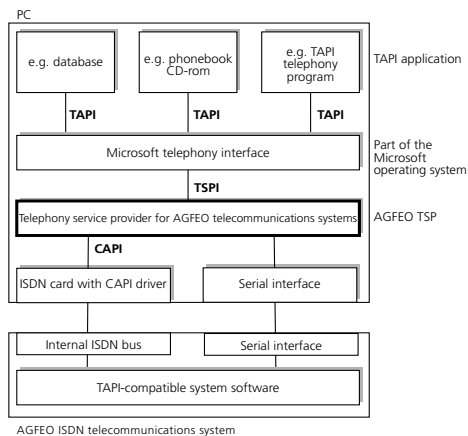 PC
e.g. database
e.g. phonebook
CD-rom
e.g. TAPI
telephony
program
TAPI application
TAPI
TAPI
TAPI
Microsoft telephony interface
Part of the
Microsoft
operating system
TSPI
Telephony service provider for AGFEO telecommunications systems
AGFEO TSP
CAPI
ISDN card with CAPI driver
Serial interface
Internal ISDN bus
Serial interface
TAPI-compatible system software
AGFEO ISDN telecommunications system